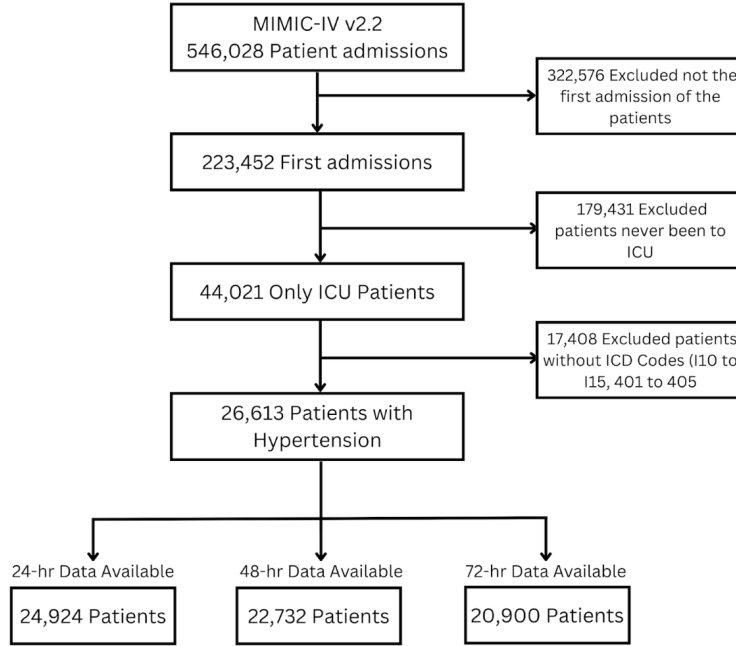 MIMIC-IV v2.2
546,028 Patient admissions
322,576 Excluded not the
first admission of the
patients
223,452 First admissions
179,431 Excluded
patients never been to
ICU
44,021 Only ICU Patients
17,408 Excluded patients
without ICD Codes (I10 to
I15, 401 to 405
26,613 Patients with
Hypertension
24-hr Data Available
48-hr Data Available
72-hr Data Available
24,924 Patients
22,732 Patients
20,900 Patients